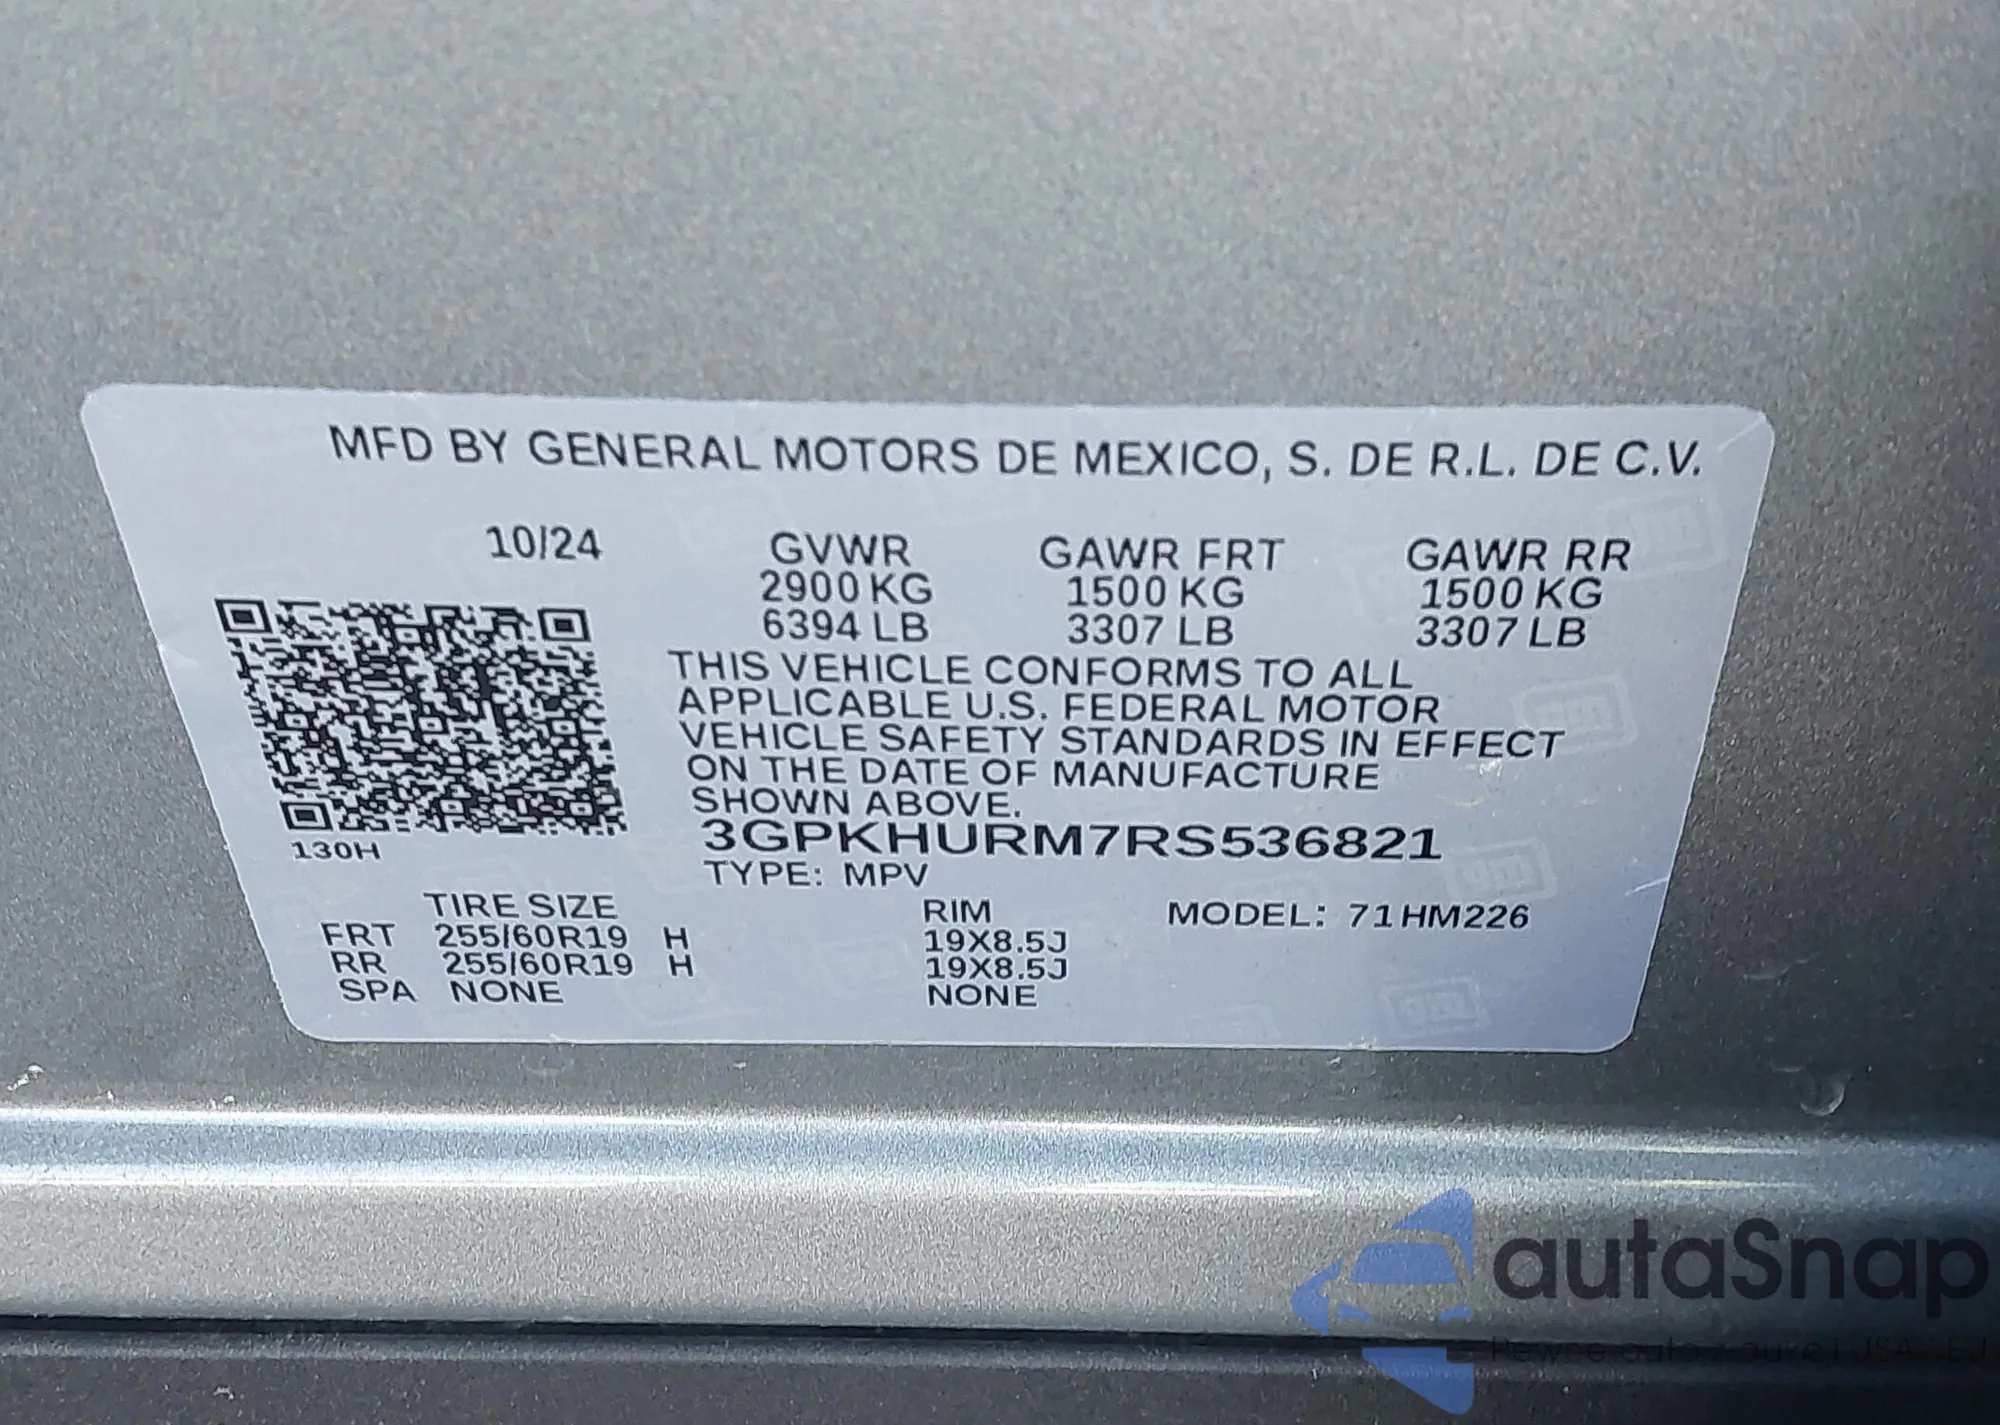 MFD BY GENERAL MOTORS DE MEXICO, S. DE R.L. DE C.V.
10/24 GVWR GAWR FRT GAWR RR
2900 KG 1500 KG 1500 KG
6394 LB 3307 LB 3307 LB
THIS VEHICLE CONFORMS TO ALL
APPLICABLE U.S. FEDERAL MOTOR
VEHICLE SAFETY STANDARDS IN EFFECT
ON THE DATE OF MANUFACTURE
SHOWN ABOVE.
3GPKHURM7RS536821
130H
TYPE: MPV
TIRE SIZE RIM MODEL: 71HM226
FRT 255/60R19 H 19X8.5J
RR 255/60R19 H 19X8.5J
SPA NONE NONE
autaSnap
Pewne auto z